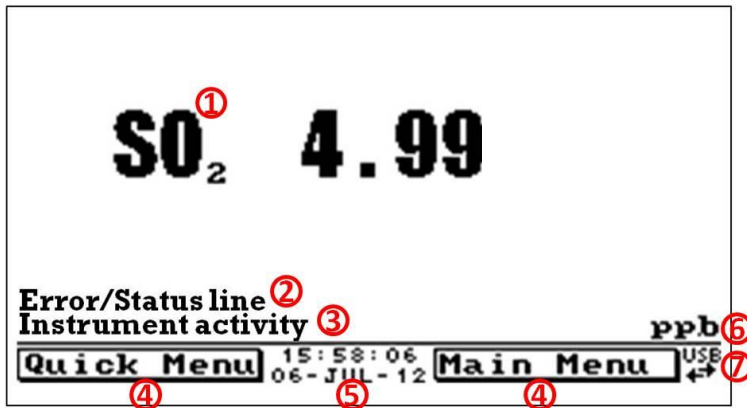 SO₂ 4.99 ①
Error/Status line ②
Instrument activity ③
ppb ⑥
Quick Menu 15:58:06 Main Menu USB ⑦
06-JUL-12
④ ⑤ ④